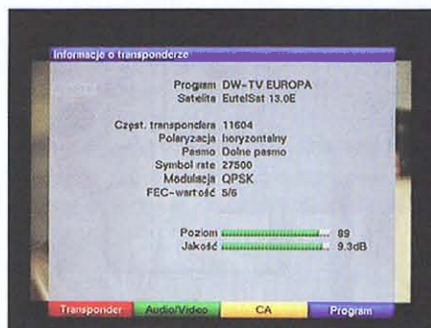 Informacje o transponderze
Program DW-TV EUROPA
Satelita EutelSat 13.0E
Częst. transpondera 11604
Polaryzacja horyzontalny
Pasmo Dolne pasmo
Symbol rate 27500
Modulacja QPSK
FEC-wartość 5/6
Poziom 89
Jakość 9.3dB
Transponder Audio/Video CA Program